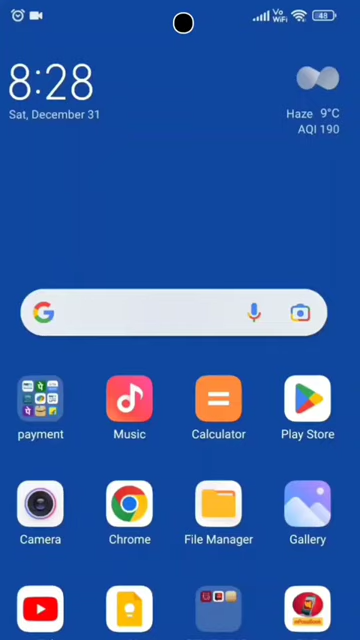 Vo
WiFi
48
8:28
Sat, December 31
Haze 9°C
AQI 190
payment
Music
Calculator
Play Store
Camera
Chrome
File Manager
Gallery